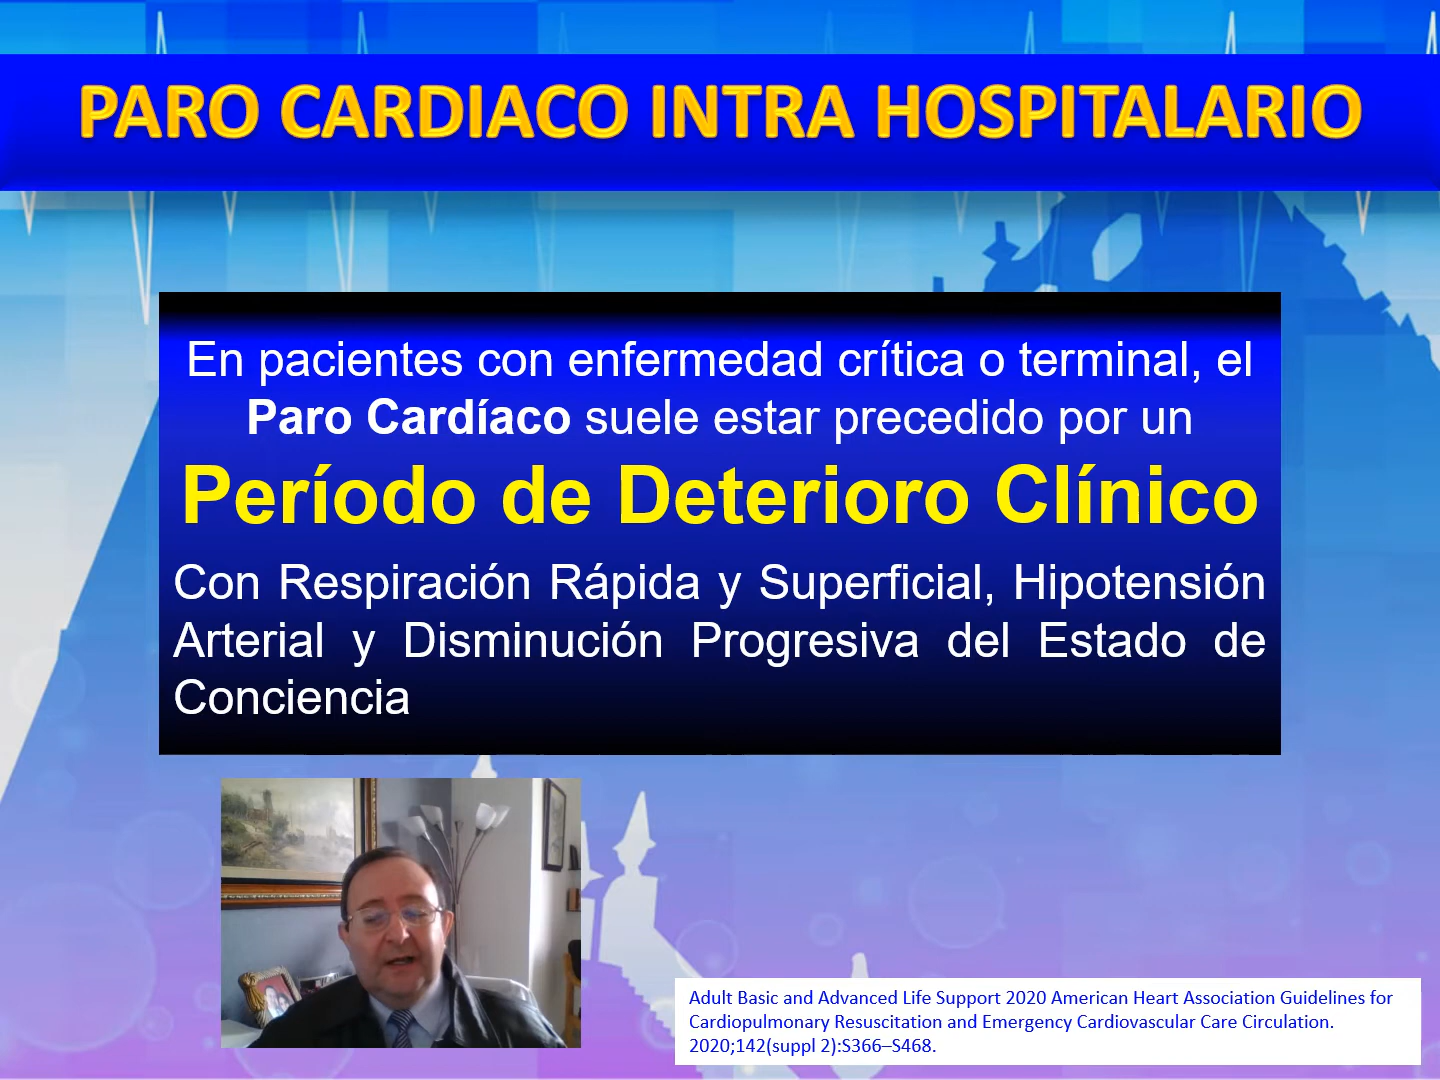 PARO CARDIACO INTRA HOSPITALARIO
En pacientes con enfermedad crítica o terminal, el
Paro Cardíaco suele estar precedido por un
Período de Deterioro Clínico
Con Respiración Rápida y Superficial, Hipotensión
Arterial y Disminución Progresiva del Estado de
Conciencia
Adult Basic and Advanced Life Support 2020 American Heart Association Guidelines for
Cardiopulmonary Resuscitation and Emergency Cardiovascular Care Circulation.
2020;142(suppl 2):S366–S468.